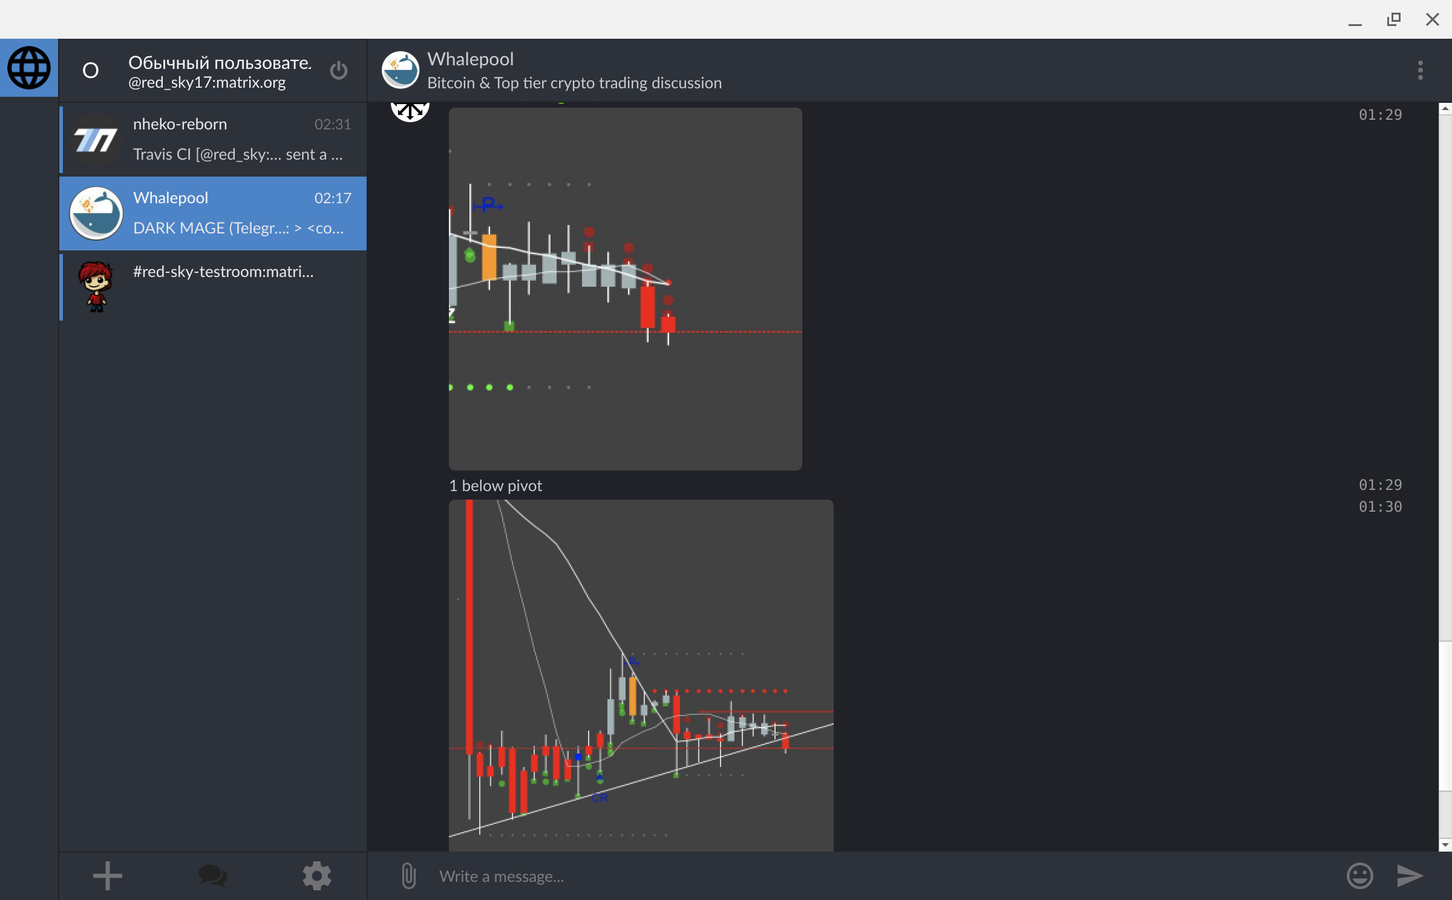 O
Обычный пользовате.
@red_sky17:matrix.org
nheko-reborn 02:31
Travis CI [@red_sky:... sent a ...
Whalepool 02:17
DARK MAGE (Telegr...: > <co...
#red-sky-testroom:matri...
Whalepool
Bitcoin & Top tier crypto trading discussion
01:29
P
Z
1 below pivot 01:29
01:30
CR
Write a message...